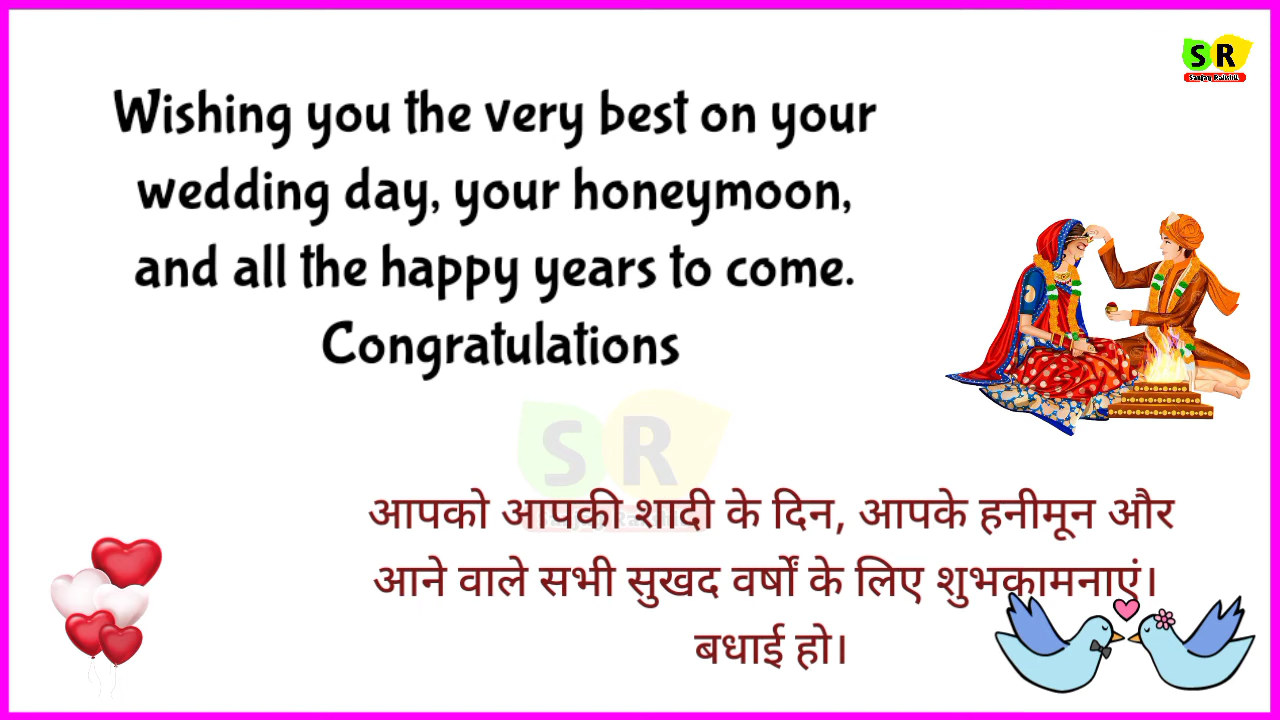 S R
Wishing you the very best on your
wedding day, your honeymoon,
and all the happy years to come.
Congratulations
S R
आपको आपकी शादी के दिन, आपके हनीमून और
आने वाले सभी सुखद वर्षों के लिए शुभकामनाएं।
बधाई हो।